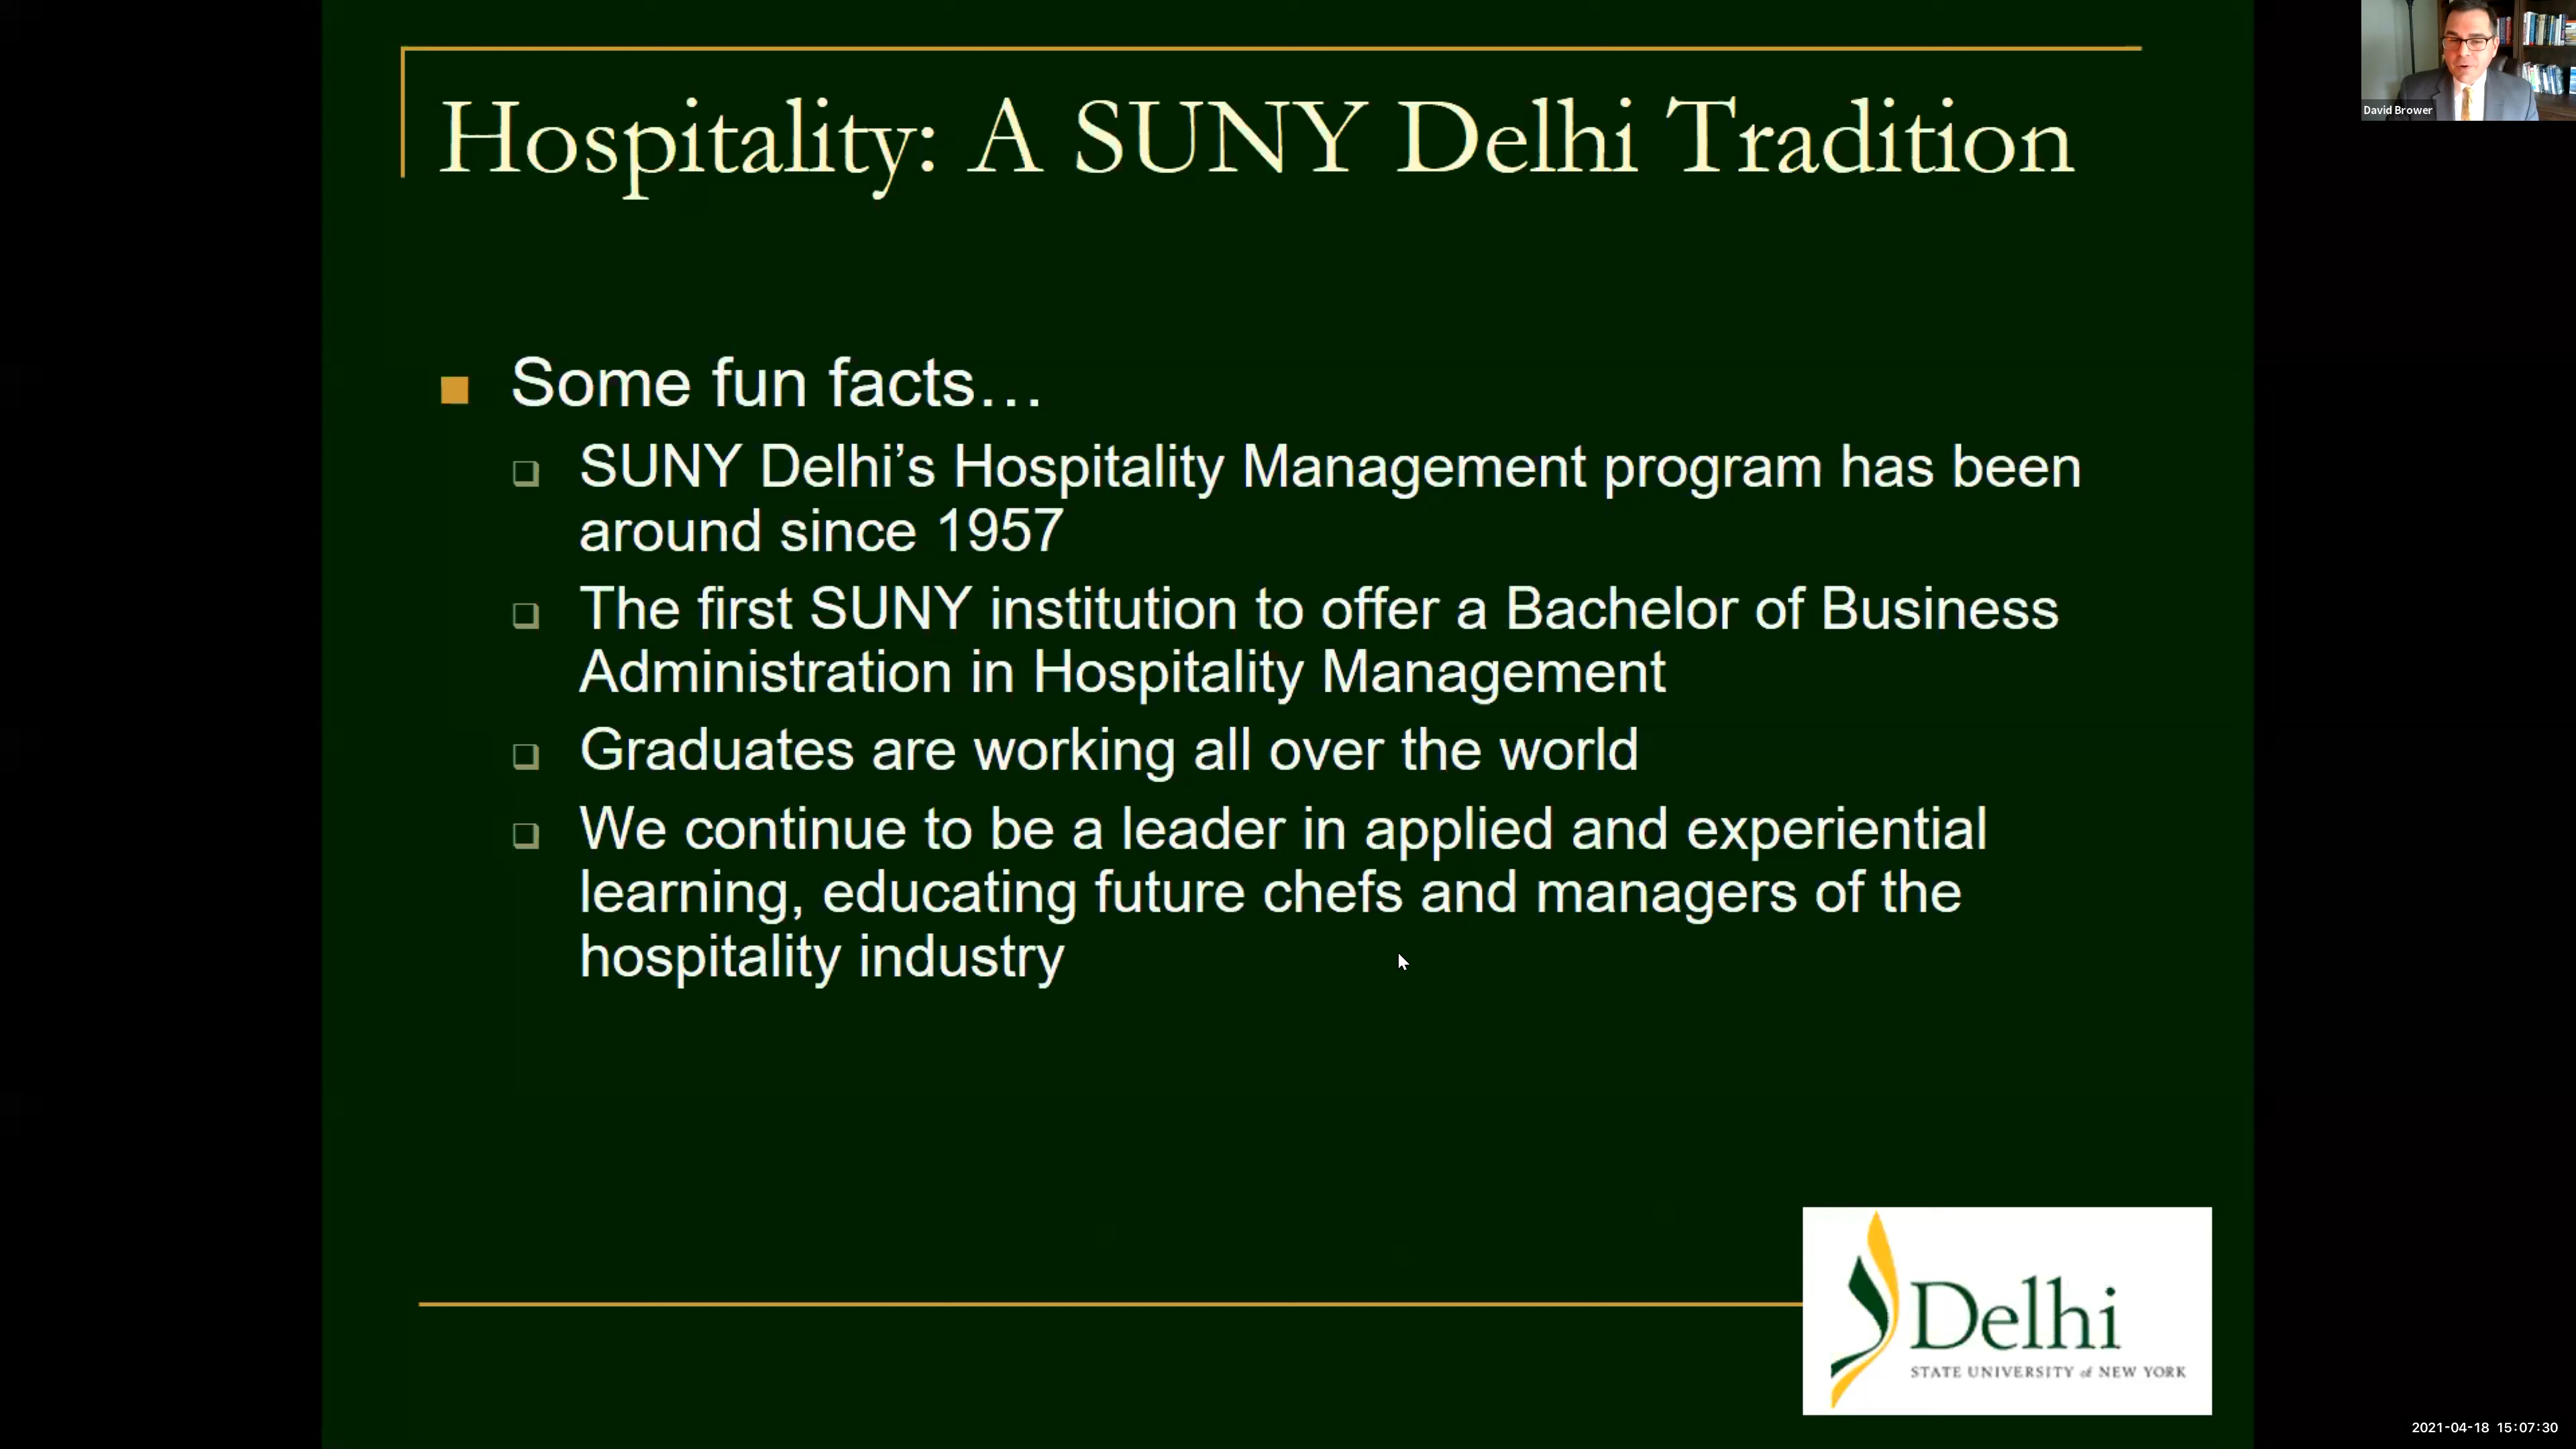 Hospitality: A SUNY Delhi Tradition
David Brower
Some fun facts…
SUNY Delhi’s Hospitality Management program has been
around since 1957
The first SUNY institution to offer a Bachelor of Business
Administration in Hospitality Management
Graduates are working all over the world
We continue to be a leader in applied and experiential
learning, educating future chefs and managers of the
hospitality industry
Delhi
STATE UNIVERSITY of NEW YORK
2021-04-18 15:07:30